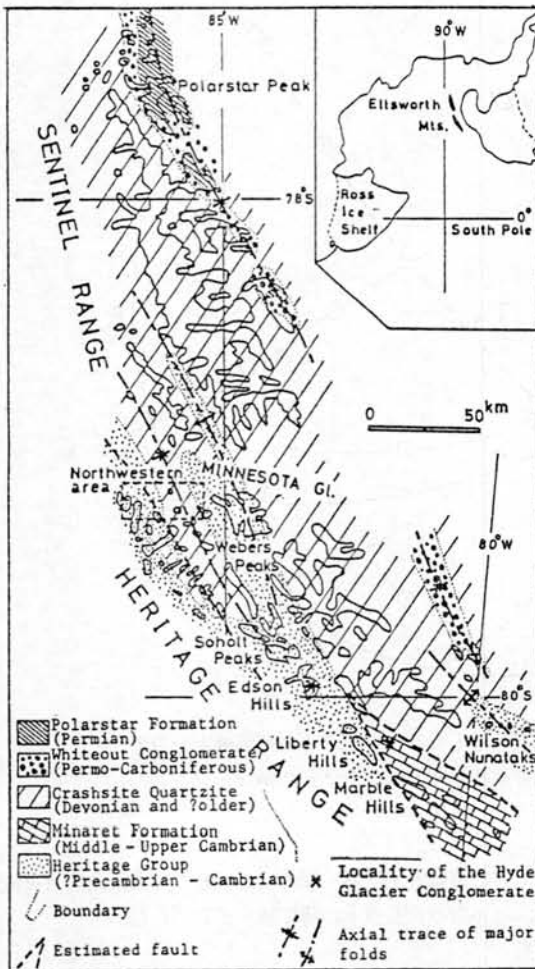 85°W
Polarstar Peak
90°W
Ellsworth
Mts.
Ross
Ice
Shelf
0°
South Pole
SENTINEL RANGE
78°S
0 50 km
Northwestern
area
MINNESOTA Gl.
Webers
Peaks
80°W
HERITAGE RANGE
Soholt
Peaks
Edson
Hills
80°S
Liberty
Hills
Wilson
Nunataks
Marble
Hills
Polarstar Formation
(Permian)
Whiteout Conglomerate
(Permo-Carboniferous)
Crashsite Quartzite
(Devonian and ?older)
Minaret Formation
(Middle-Upper Cambrian)
Heritage Group
(?Precambrian - Cambrian)
Boundary
Estimated fault
Locality of the Hyde
Glacier Conglomerate
Axial trace of major
folds